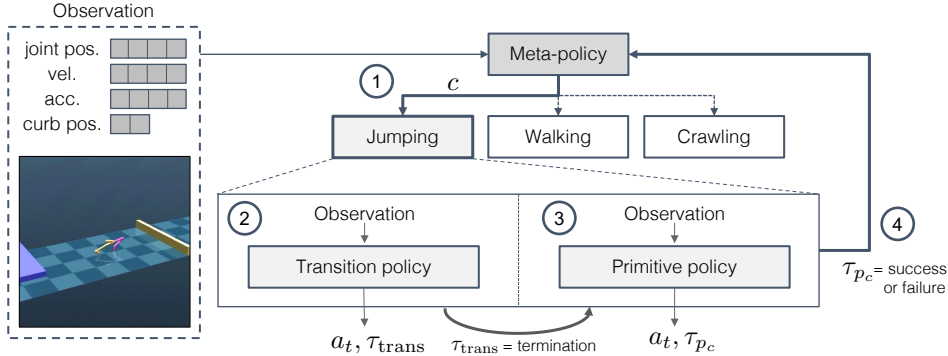 Observation
joint pos.
vel.
acc.
curb pos.
Meta-policy
1
c
Jumping
Walking
Crawling
2
Observation
Transition policy
3
Observation
Primitive policy
4
τ_{p_c} = success
or failure
a_t, τ_trans
τ_trans = termination
a_t, τ_{p_c}